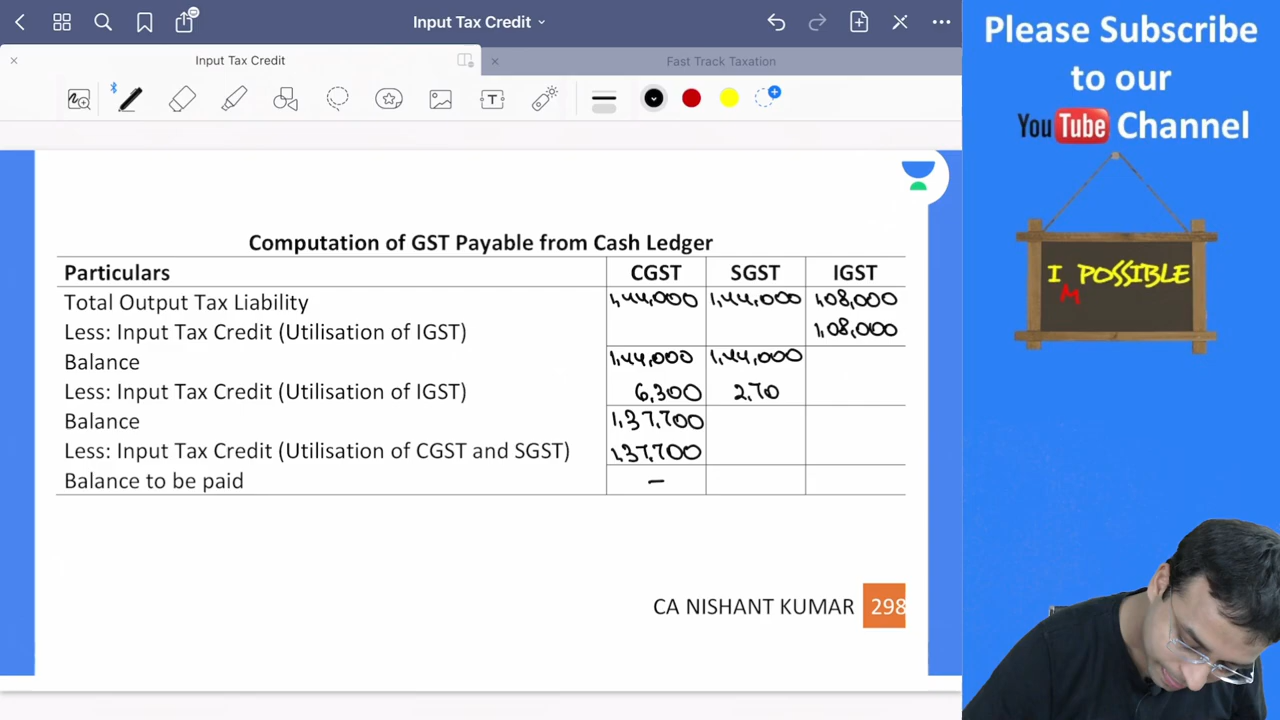 Input Tax Credit
Input Tax Credit
Fast Track Taxation
Please Subscribe
to our
YouTube Channel
I POSSIBLE
M
Computation of GST Payable from Cash Ledger
Particulars CGST SGST IGST
Total Output Tax Liability 1,44,000 1,44,000 1,08,000
Less: Input Tax Credit (Utilisation of IGST) 1,08,000
Balance 1,44,000 1,44,000
Less: Input Tax Credit (Utilisation of IGST) 6,300 2,70
Balance 1,37,700
Less: Input Tax Credit (Utilisation of CGST and SGST) 1,37,700
Balance to be paid –
CA NISHANT KUMAR 298